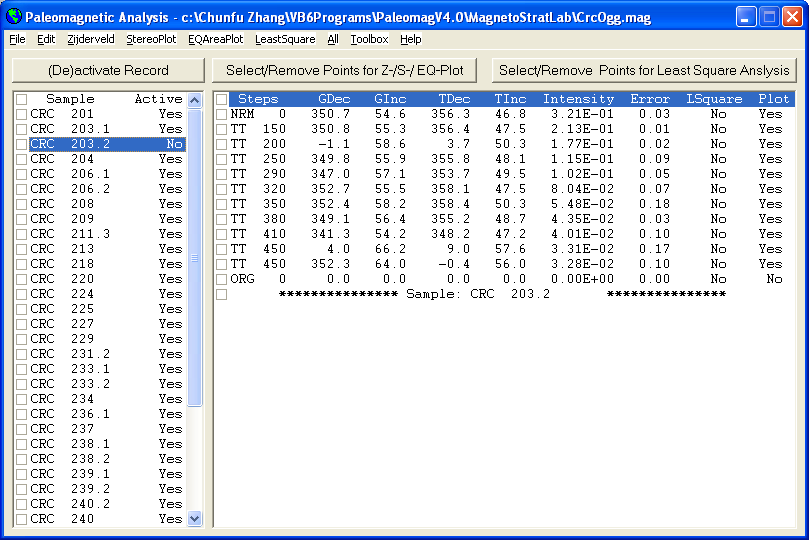 Paleomagnetic Analysis - c:\Chunfu Zhang\VB6Programs\PaleomagV4.0\MagnetoStratLab\CrcOgg.mag
File Edit Zijderveld StereoPlot EQAreaPlot LeastSquare All Toolbox Help
(De)activate Record
Select/Remove Points for Z-/S-/ EQ-Plot
Select/Remove Points for Least Square Analysis
Sample Active
CRC 201 Yes
CRC 203.1 Yes
CRC 203.2 No
CRC 204 Yes
CRC 206.1 Yes
CRC 206.2 Yes
CRC 208 Yes
CRC 209 Yes
CRC 211.3 Yes
CRC 213 Yes
CRC 218 Yes
CRC 220 Yes
CRC 224 Yes
CRC 225 Yes
CRC 227 Yes
CRC 229 Yes
CRC 231.2 Yes
CRC 233.1 Yes
CRC 233.2 Yes
CRC 234 Yes
CRC 236.1 Yes
CRC 237 Yes
CRC 238.1 Yes
CRC 238.2 Yes
CRC 239.1 Yes
CRC 239.2 Yes
CRC 240.2 Yes
CRC 240 Yes
Steps GDec GInc TDec TInc Intensity Error LSquare Plot
NRM 0 350.7 54.6 356.3 46.8 3.21E-01 0.03 No Yes
TT 150 350.8 55.3 356.4 47.5 2.13E-01 0.01 No Yes
TT 200 -1.1 58.6 3.7 50.3 1.77E-01 0.02 No Yes
TT 250 349.8 55.9 355.8 48.1 1.15E-01 0.09 No Yes
TT 290 347.0 57.1 353.7 49.5 1.02E-01 0.05 No Yes
TT 320 352.7 55.5 358.1 47.5 8.04E-02 0.07 No Yes
TT 350 352.4 58.2 358.4 50.3 5.48E-02 0.18 No Yes
TT 380 349.1 56.4 355.2 48.7 4.35E-02 0.03 No Yes
TT 410 341.3 54.2 348.2 47.2 4.01E-02 0.10 No Yes
TT 450 4.0 66.2 9.0 57.6 3.31E-02 0.17 No Yes
TT 450 352.3 64.0 -0.4 56.0 3.28E-02 0.10 No Yes
ORG 0 0.0 0.0 0.0 0.0 0.00E+00 0.00 No No
*************** Sample: CRC 203.2 ***************